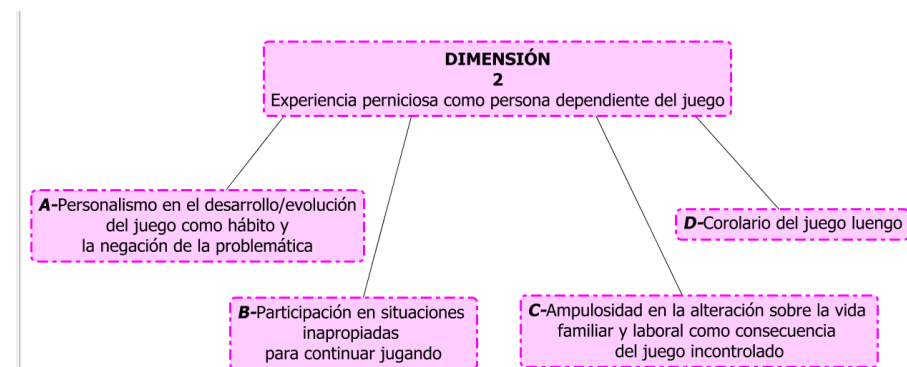 DIMENSIÓN
2
Experiencia perniciosa como persona dependiente del juego
A-Personalismo en el desarrollo/evolución
del juego como hábito y
la negación de la problemática
B-Participación en situaciones
inapropiadas
para continuar jugando
C-Ampulosidad en la alteración sobre la vida
familiar y laboral como consecuencia
del juego incontrolado
D-Corolario del juego luengo